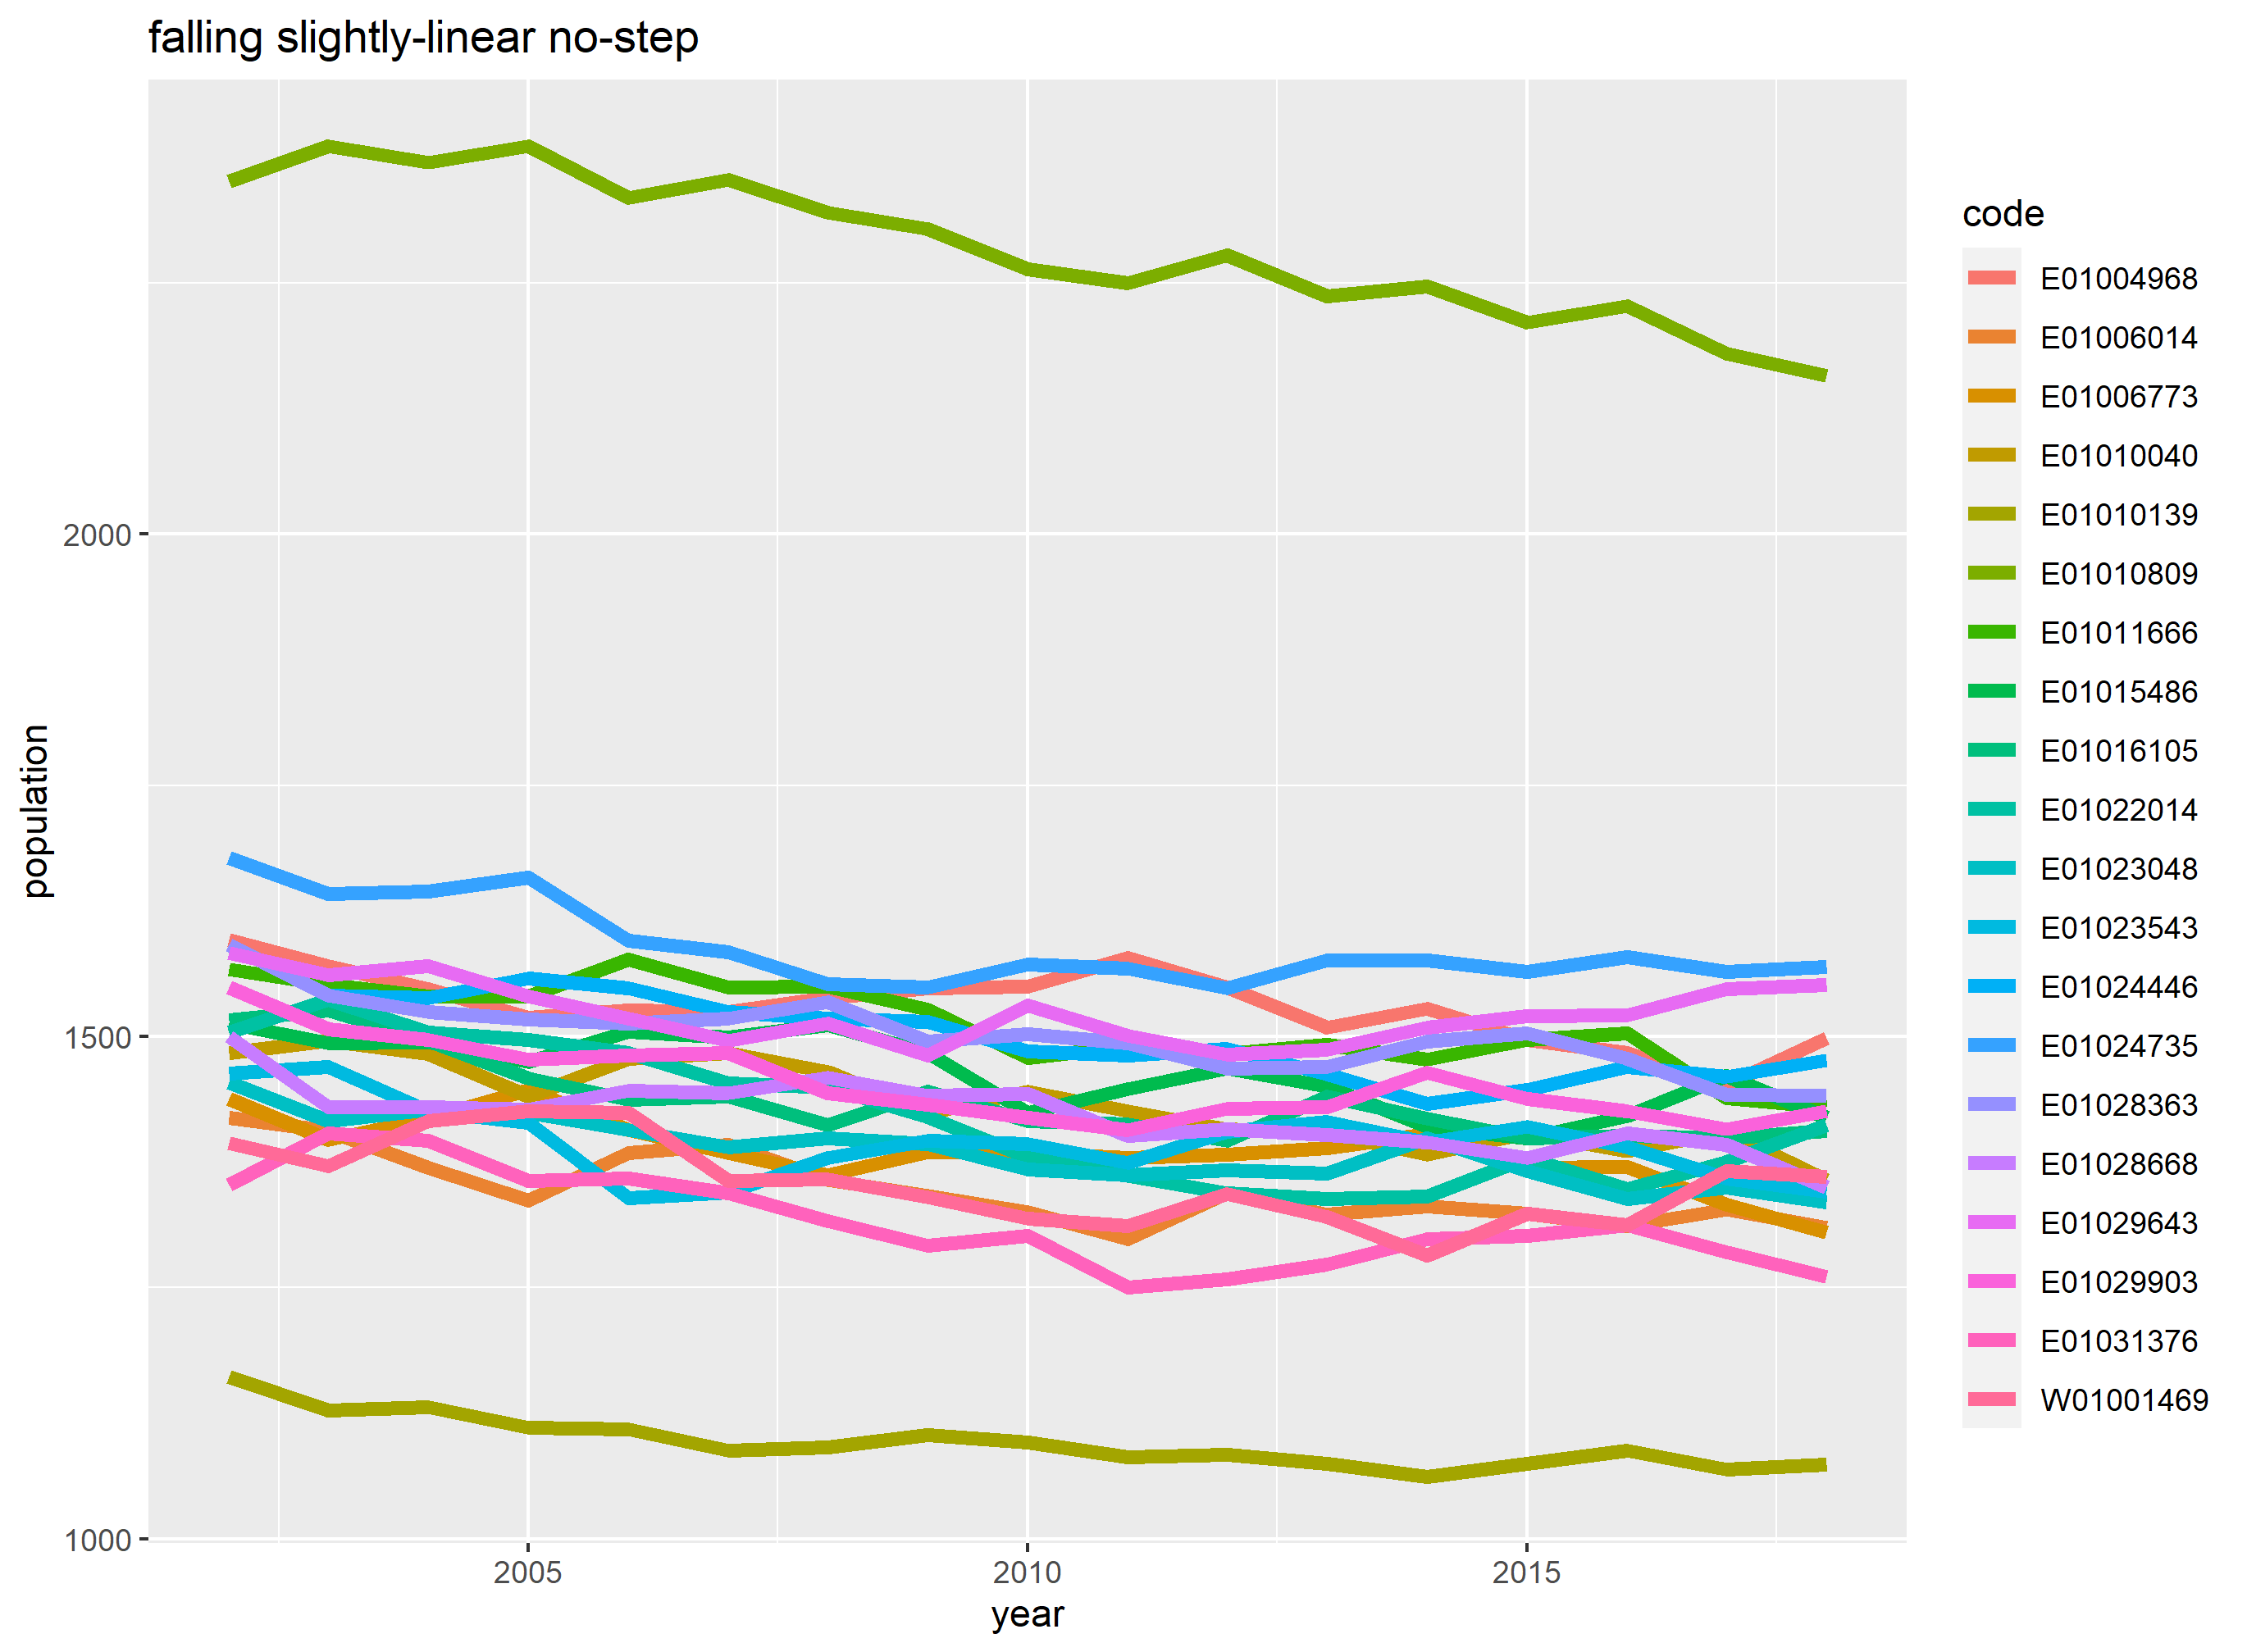 falling slightly-linear no-step
population
2000
1500
1000
2005
2010
2015
year
code
E01004968
E01006014
E01006773
E01010040
E01010139
E01010809
E01011666
E01015486
E01016105
E01022014
E01023048
E01023543
E01024446
E01024735
E01028363
E01028668
E01029643
E01029903
E01031376
W01001469